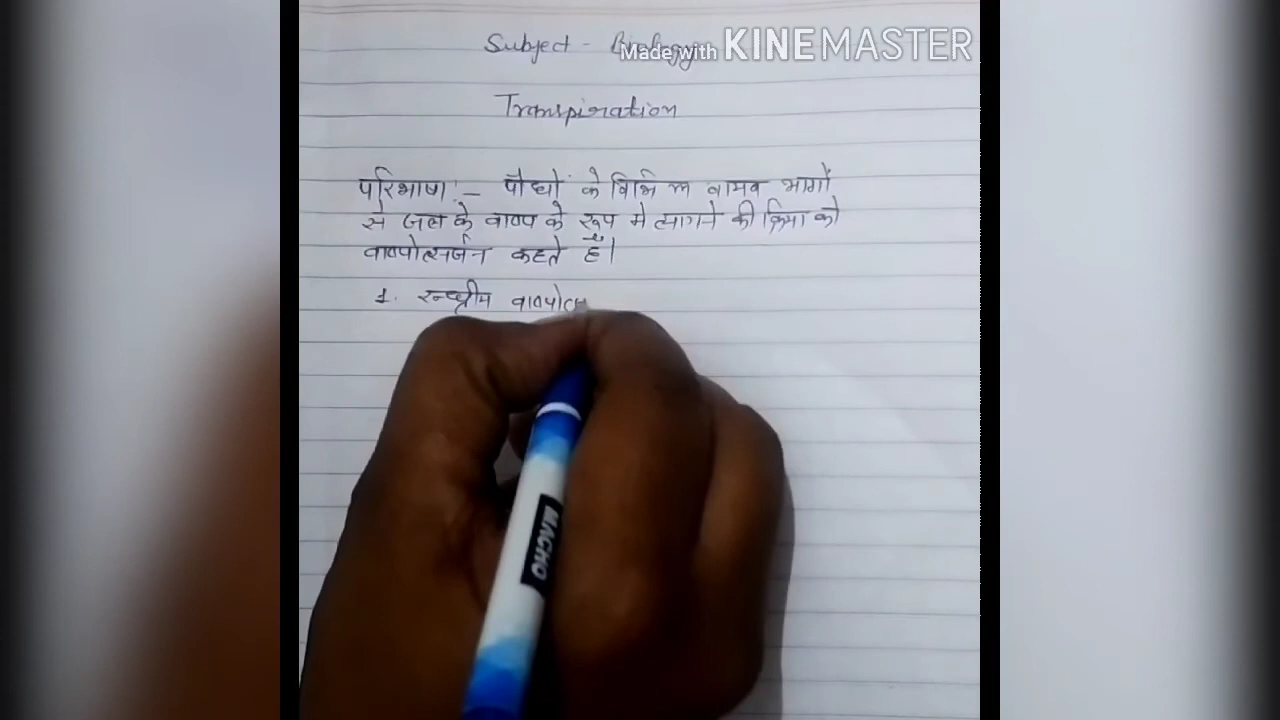 Subject - Biology
Made with KINEMASTER
Transpiration
परिभाषा :- पौधों के विभिन्न वायव भागों
से जल के वाष्प के रूप मे त्यागने की क्रिया को
वाष्पोत्सर्जन कहते हैं।
1. रन्ध्रीय वाष्पोत्स
MACHO